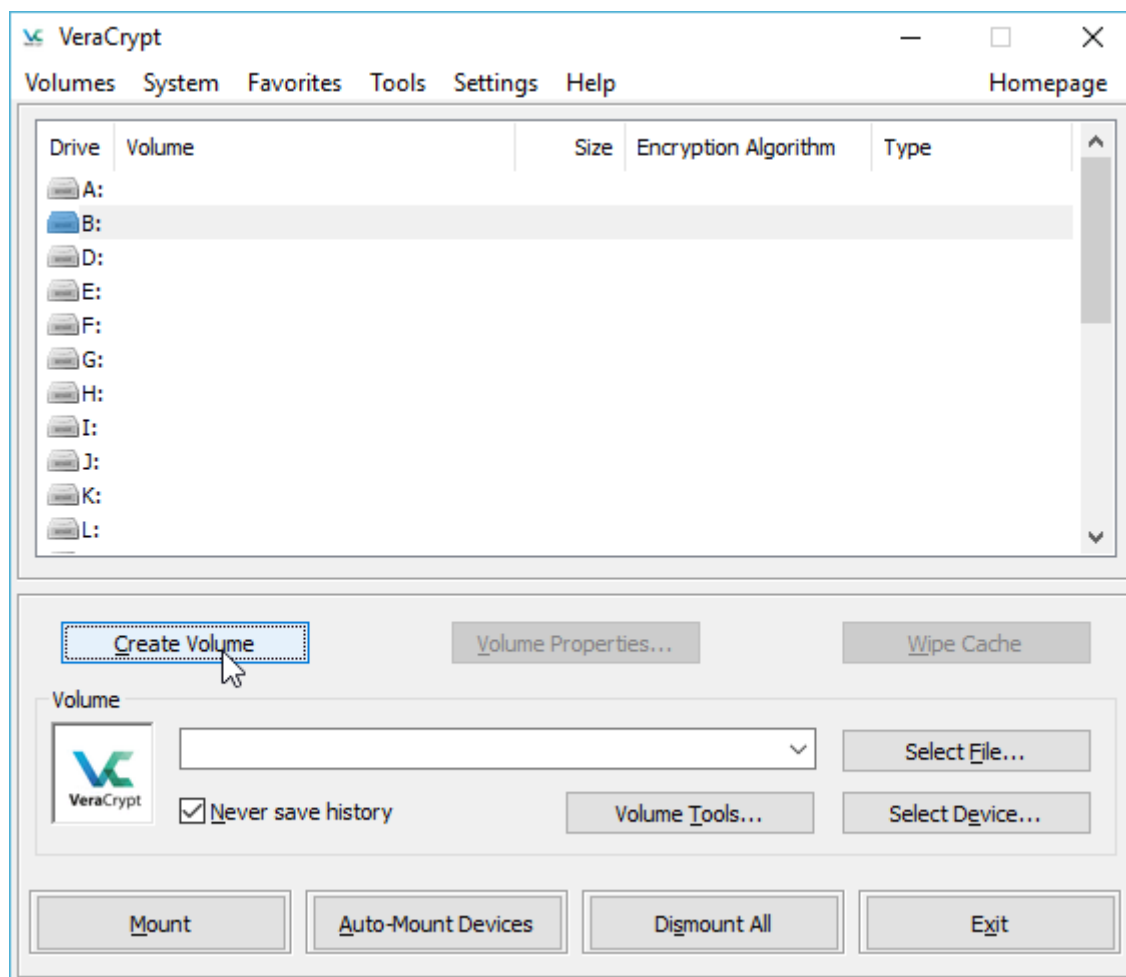 VeraCrypt
Volumes System Favorites Tools Settings Help Homepage
Drive Volume Size Encryption Algorithm Type
A:
B:
D:
E:
F:
G:
H:
I:
J:
K:
L:
Create Volume Volume Properties... Wipe Cache
Volume
VeraCrypt
Select File...
Never save history Volume Tools... Select Device...
Mount Auto-Mount Devices Dismount All Exit